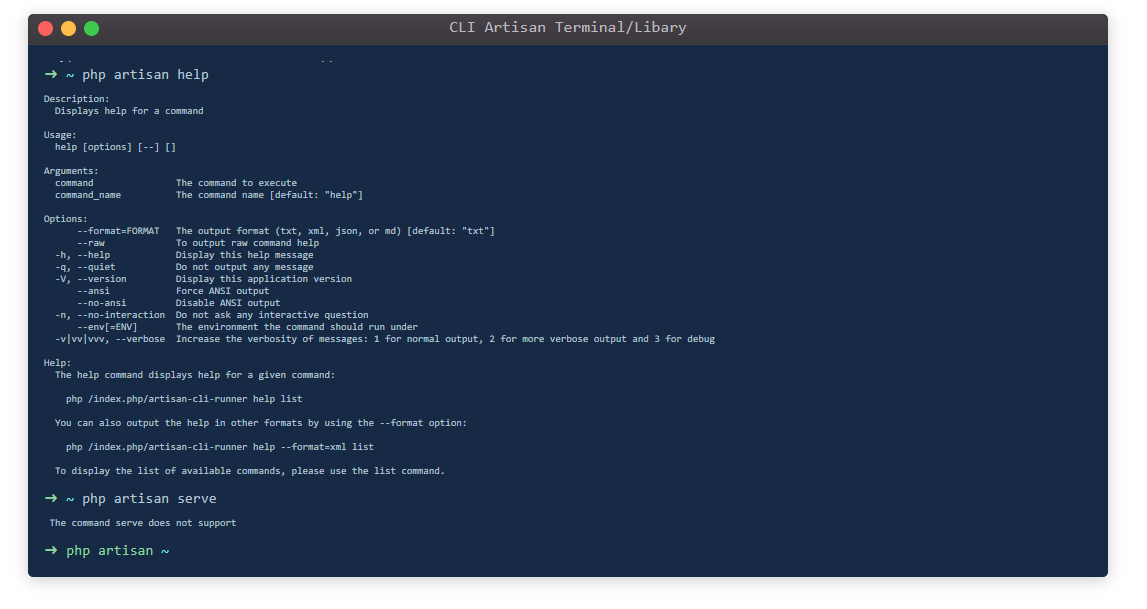 CLI Artisan Terminal/Libary
➜ ~ php artisan help
Description:
Displays help for a command
Usage:
help [options] [--] []
Arguments:
command The command to execute
command_name The command name [default: "help"]
Options:
--format=FORMAT The output format (txt, xml, json, or md) [default: "txt"]
--raw To output raw command help
-h, --help Display this help message
-q, --quiet Do not output any message
-V, --version Display this application version
--ansi Force ANSI output
--no-ansi Disable ANSI output
-n, --no-interaction Do not ask any interactive question
--env[=ENV] The environment the command should run under
-v|vv|vvv, --verbose Increase the verbosity of messages: 1 for normal output, 2 for more verbose output and 3 for debug
Help:
The help command displays help for a given command:
php /index.php/artisan-cli-runner help list
You can also output the help in other formats by using the --format option:
php /index.php/artisan-cli-runner help --format=xml list
To display the list of available commands, please use the list command.
➜ ~ php artisan serve
The command serve does not support
➜ php artisan ~